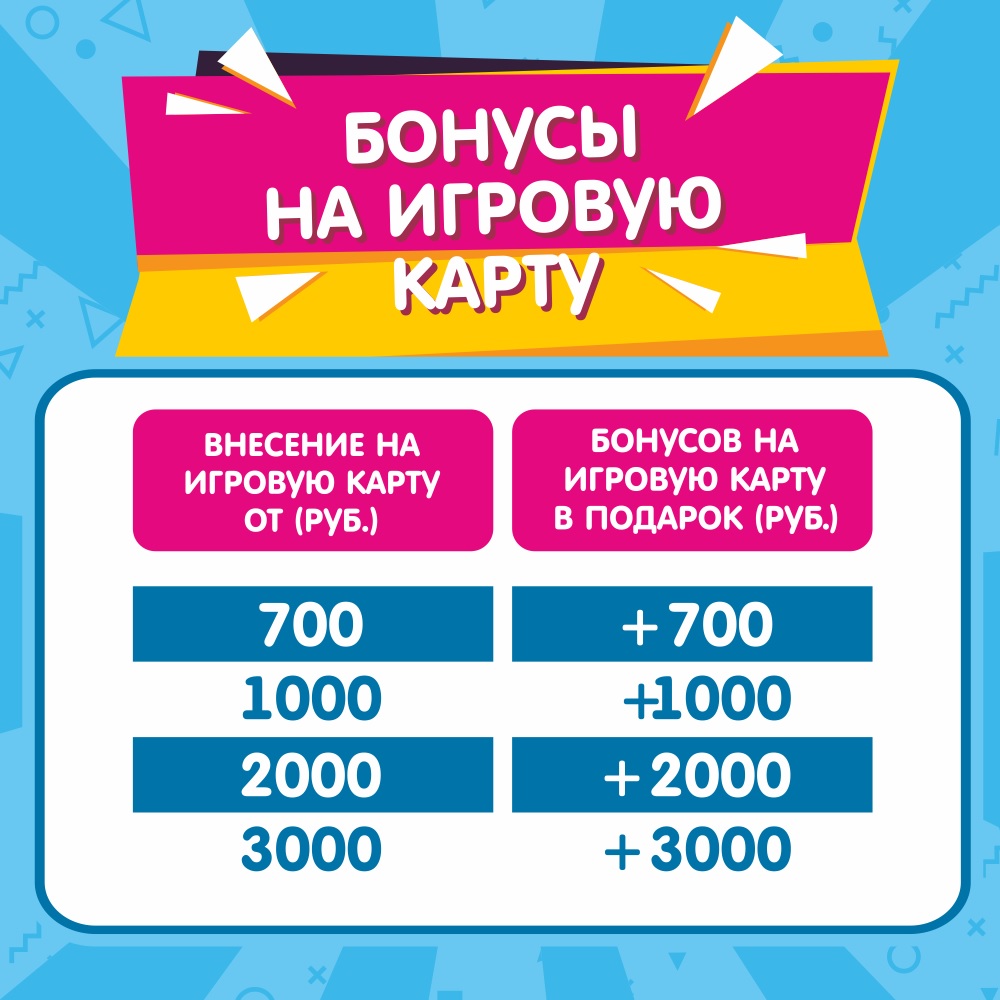 БОНУСЫ
НА ИГРОВУЮ
КАРТУ
ВНЕСЕНИЕ НА
ИГРОВУЮ КАРТУ
ОТ (РУБ.)
БОНУСОВ НА
ИГРОВУЮ КАРТУ
В ПОДАРОК (РУБ.)
700 +700
1000 +1000
2000 +2000
3000 +3000